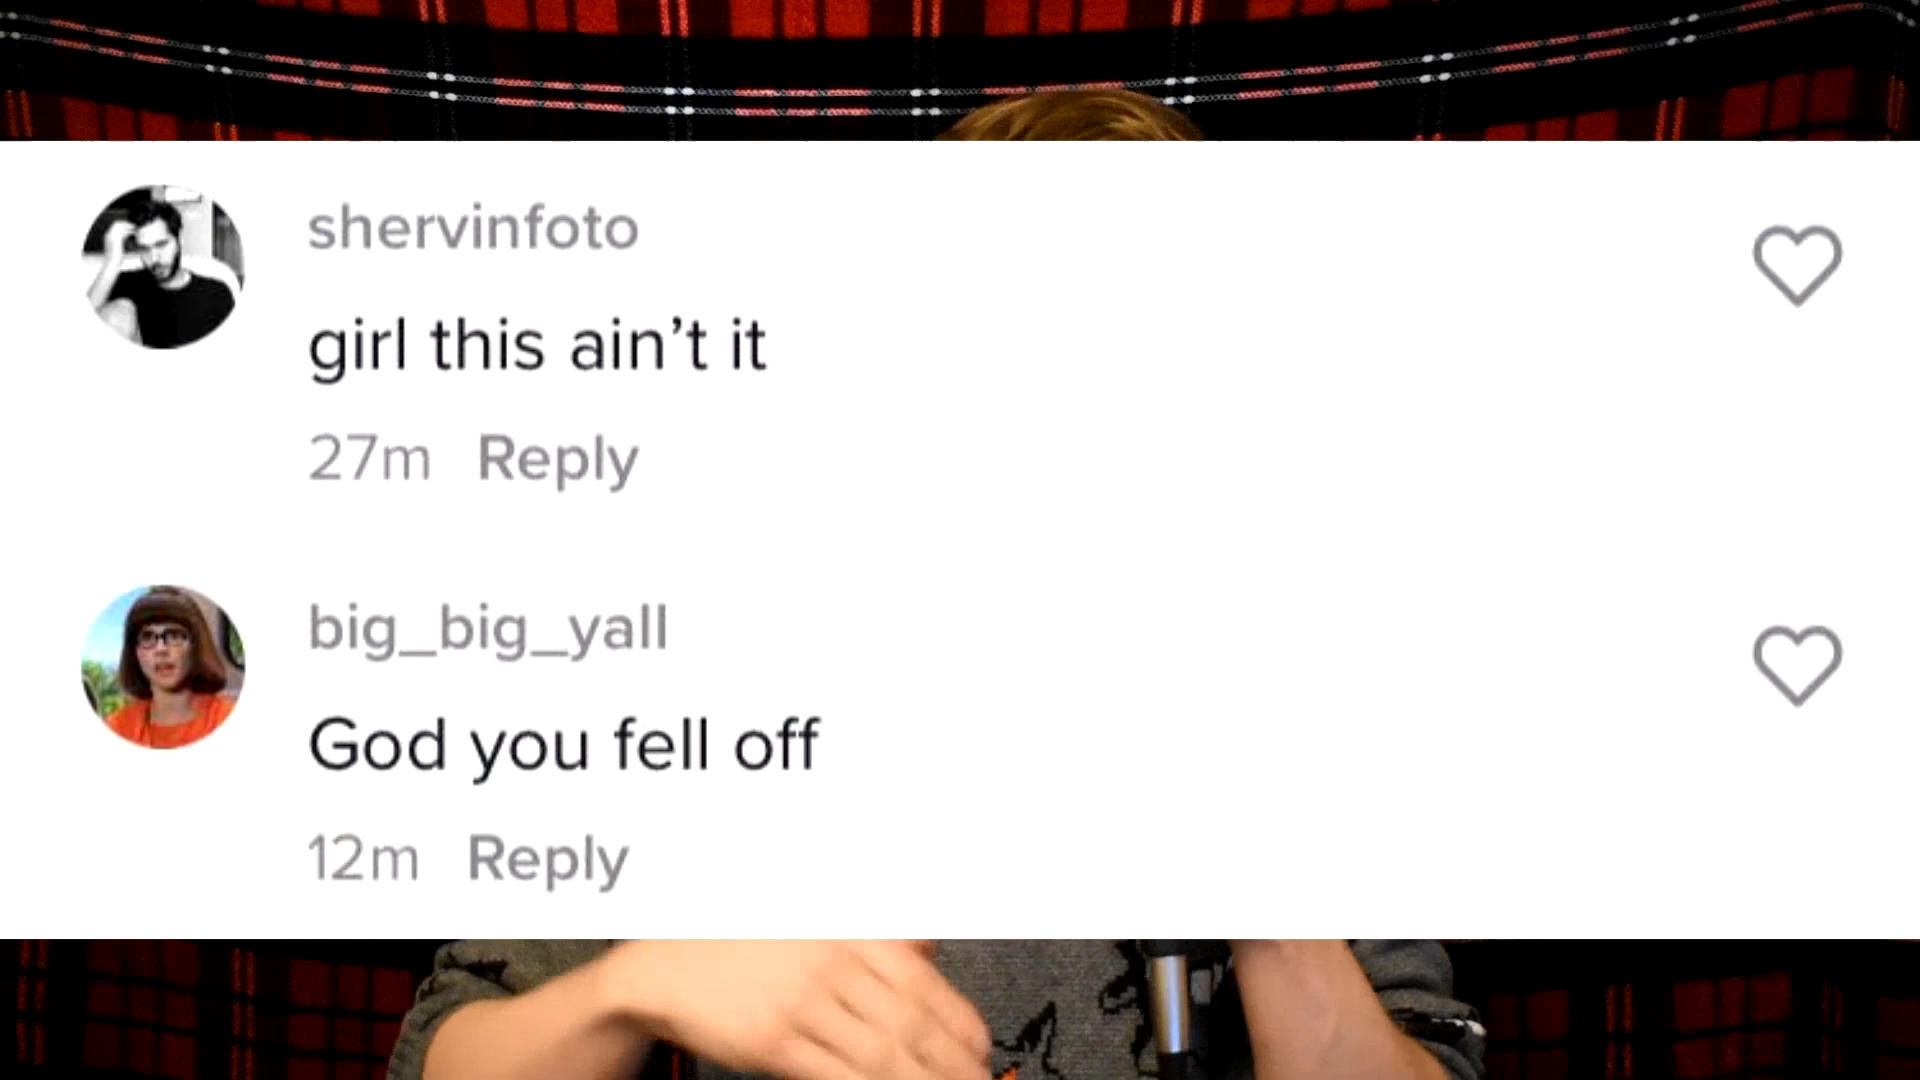 shervinfoto
girl this ain’t it
27m Reply
big_big_yall
God you fell off
12m Reply